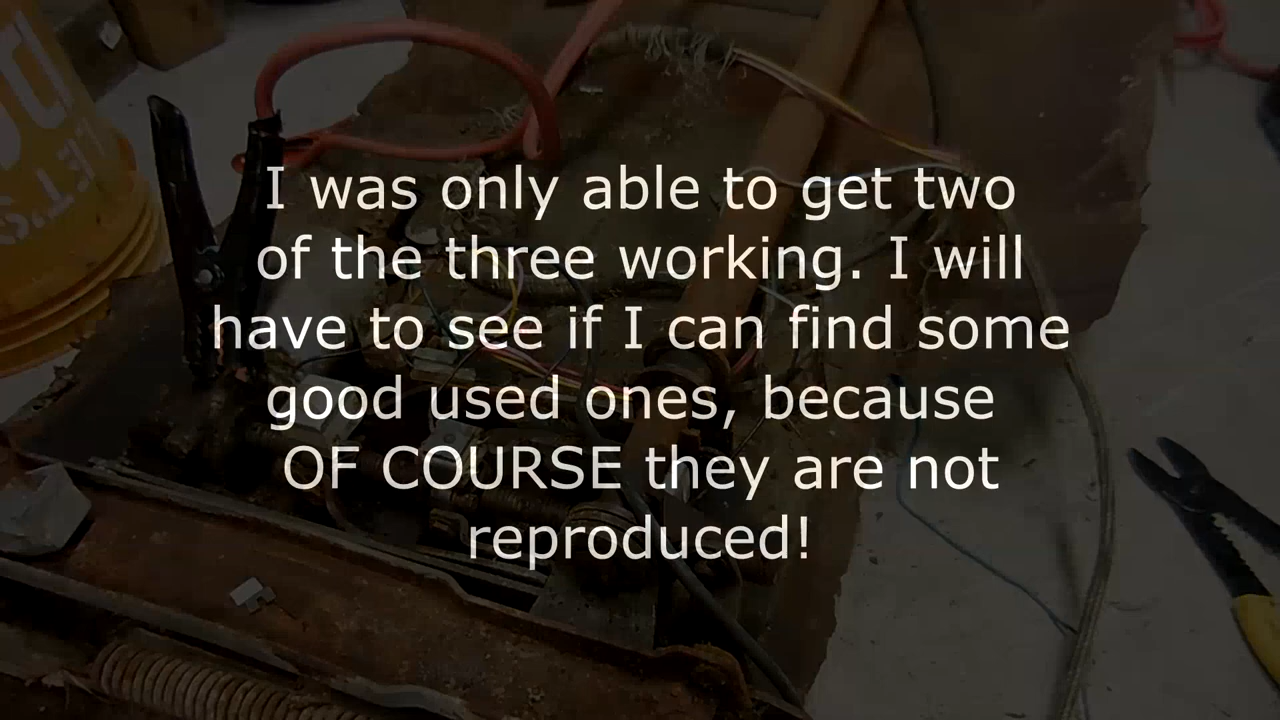 I was only able to get two
of the three working. I will
have to see if I can find some
good used ones, because
OF COURSE they are not
reproduced!
LET'S